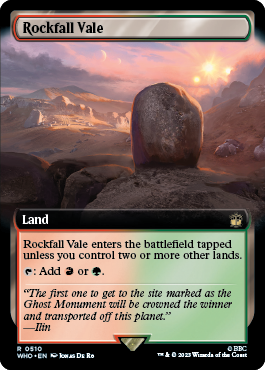 Rockfall Vale
Land
Rockfall Vale enters the battlefield tapped
unless you control two or more other lands.
: Add or .
“The first one to get to the site marked as the
Ghost Monument will be crowned the winner
and transported off this planet.”
—Ilin
R 0510
WHO • EN Jonas De Ro
© BBC
™ & © 2023 Wizards of the Coast